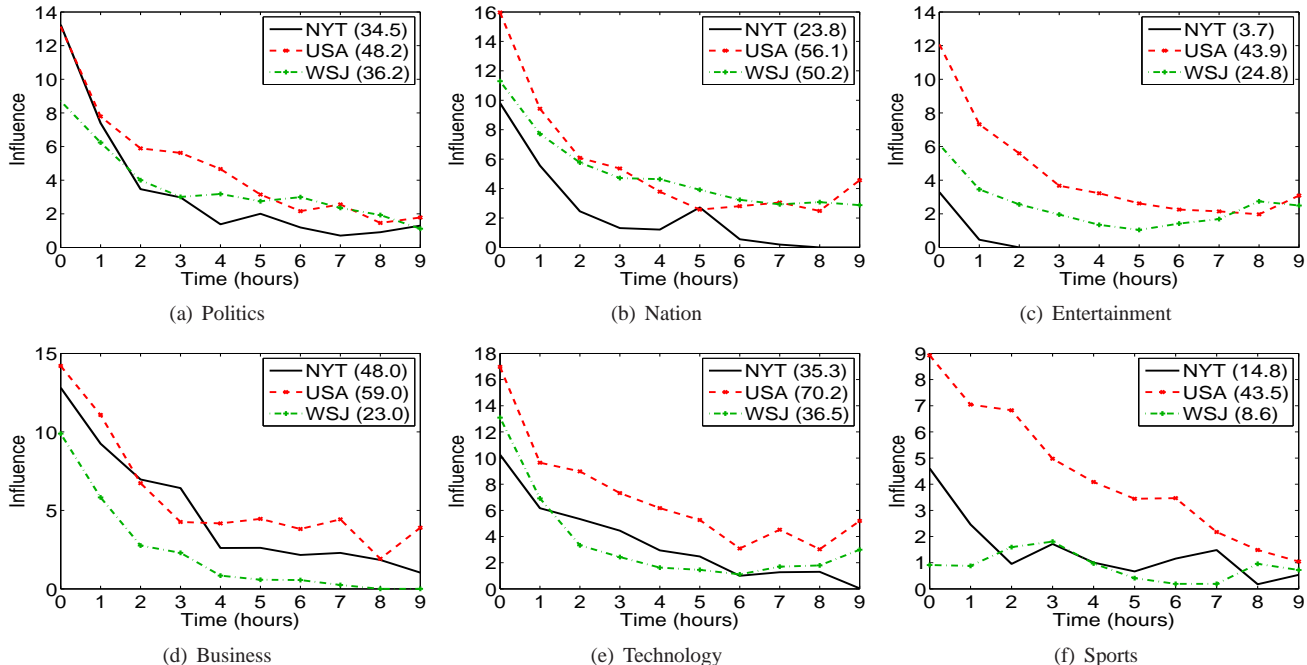 14
12
10
8
6
4
2
0
Influence
NYT (34.5)
USA (48.2)
WSJ (36.2)
0 1 2 3 4 5 6 7 8 9
Time (hours)
(a) Politics
16
14
12
10
8
6
4
2
0
Influence
NYT (23.8)
USA (56.1)
WSJ (50.2)
0 1 2 3 4 5 6 7 8 9
Time (hours)
(b) Nation
14
12
10
8
6
4
2
0
Influence
NYT (3.7)
USA (43.9)
WSJ (24.8)
0 1 2 3 4 5 6 7 8 9
Time (hours)
(c) Entertainment
15
10
5
0
Influence
NYT (48.0)
USA (59.0)
WSJ (23.0)
0 1 2 3 4 5 6 7 8 9
Time (hours)
(d) Business
18
16
14
12
10
8
6
4
2
0
Influence
NYT (35.3)
USA (70.2)
WSJ (36.5)
0 1 2 3 4 5 6 7 8 9
Time (hours)
(e) Technology
9
8
7
6
5
4
3
2
1
0
Influence
NYT (14.8)
USA (43.5)
WSJ (8.6)
0 1 2 3 4 5 6 7 8 9
Time (hours)
(f) Sports